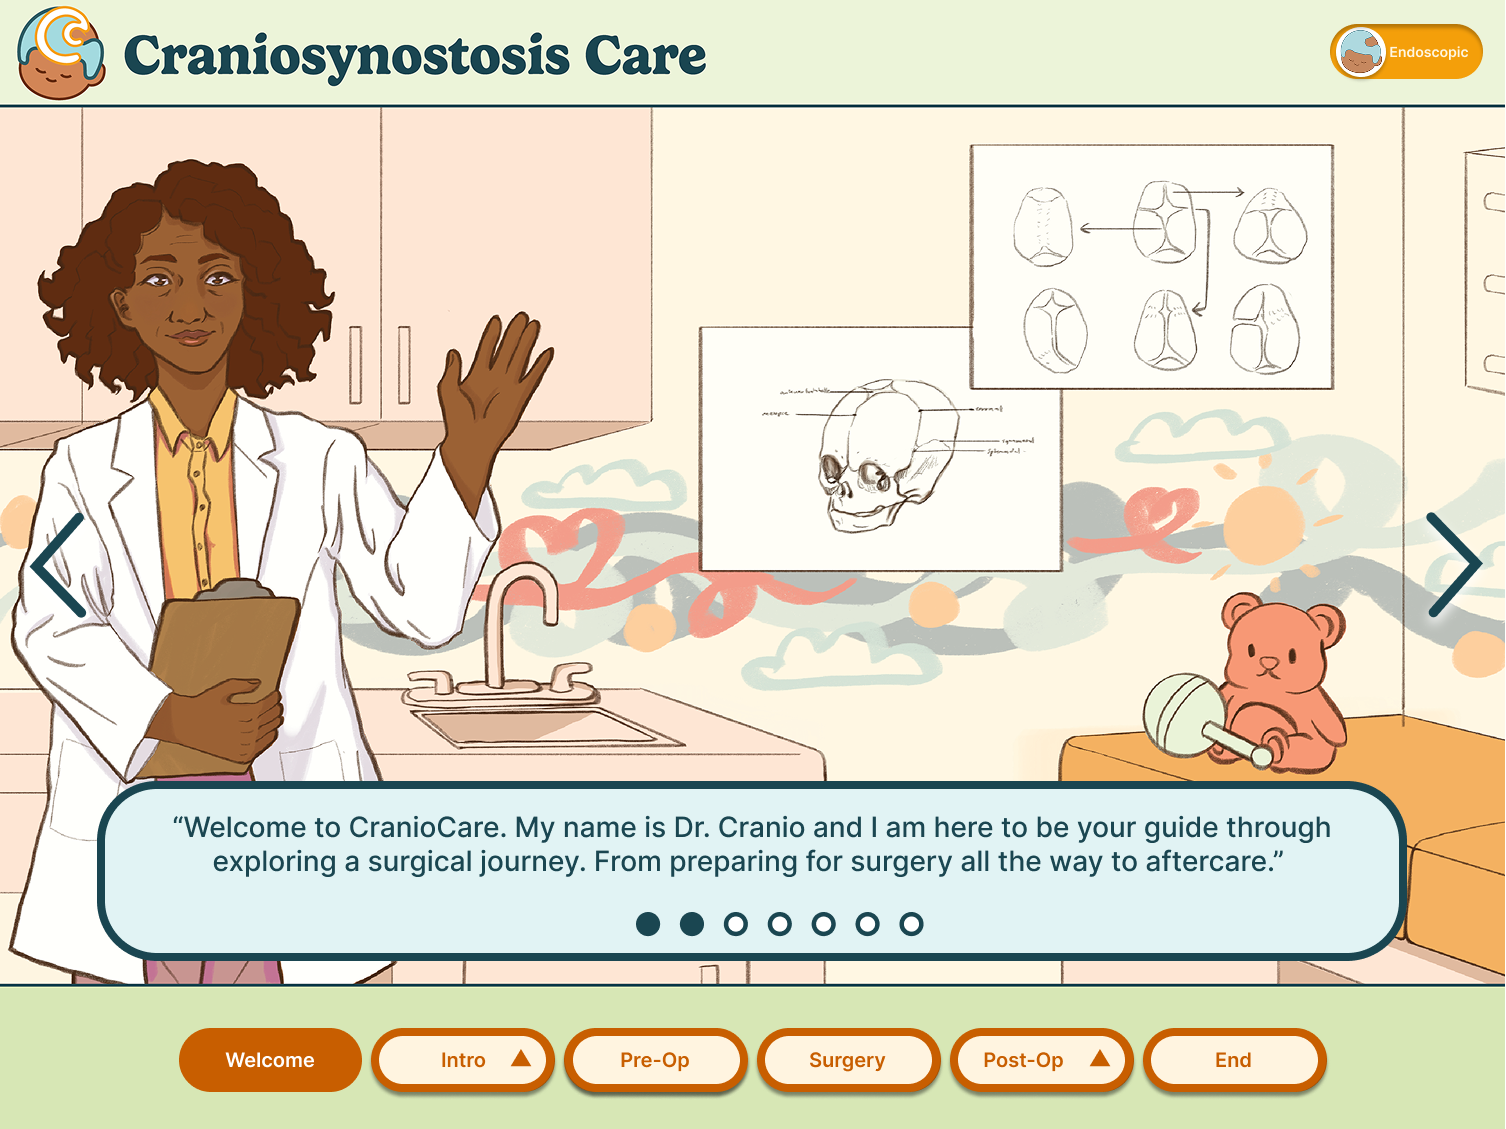 Craniosynostosis Care
Endoscopic
“Welcome to CranioCare. My name is Dr. Cranio and I am here to be your guide through
exploring a surgical journey. From preparing for surgery all the way to aftercare.”
Welcome
Intro
Pre-Op
Surgery
Post-Op
End